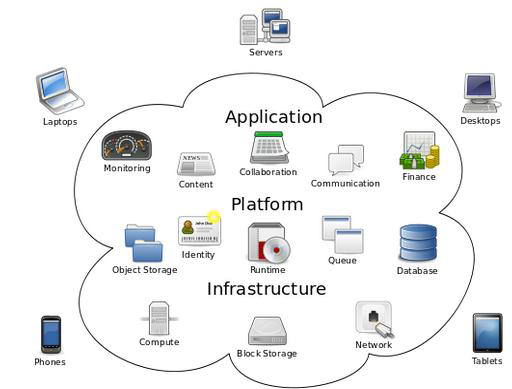 Servers
Laptops
Desktops
Application
Monitoring
NEWS
Content
Collaboration
Communication
Finance
Platform
John Doe
Object Storage
Identity
Runtime
Queue
Database
Infrastructure
Compute
Block Storage
Network
Phones
Tablets